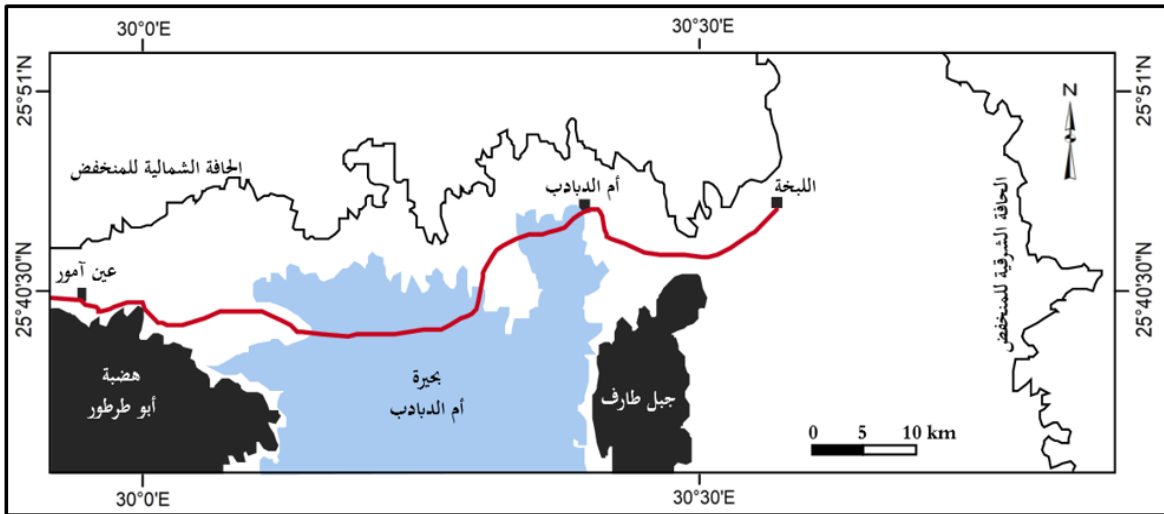 30°0'E
30°30'E
25°51'N
25°51'N
N
الحافة الشمالية للمنخفض
أم الدبادب
اللبخة
الحافة الشرقية للمنخفض
عين آمور
25°40'30"N
25°40'30"N
هضبة
أبو طرطور
بحيرة
أم الدبادب
جبل طارف
0 5 10 km
30°0'E
30°30'E